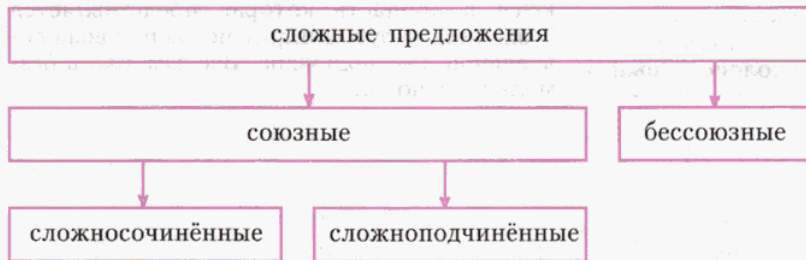 сложные предложения
союзные
бессоюзные
сложносочинённые
сложноподчинённые